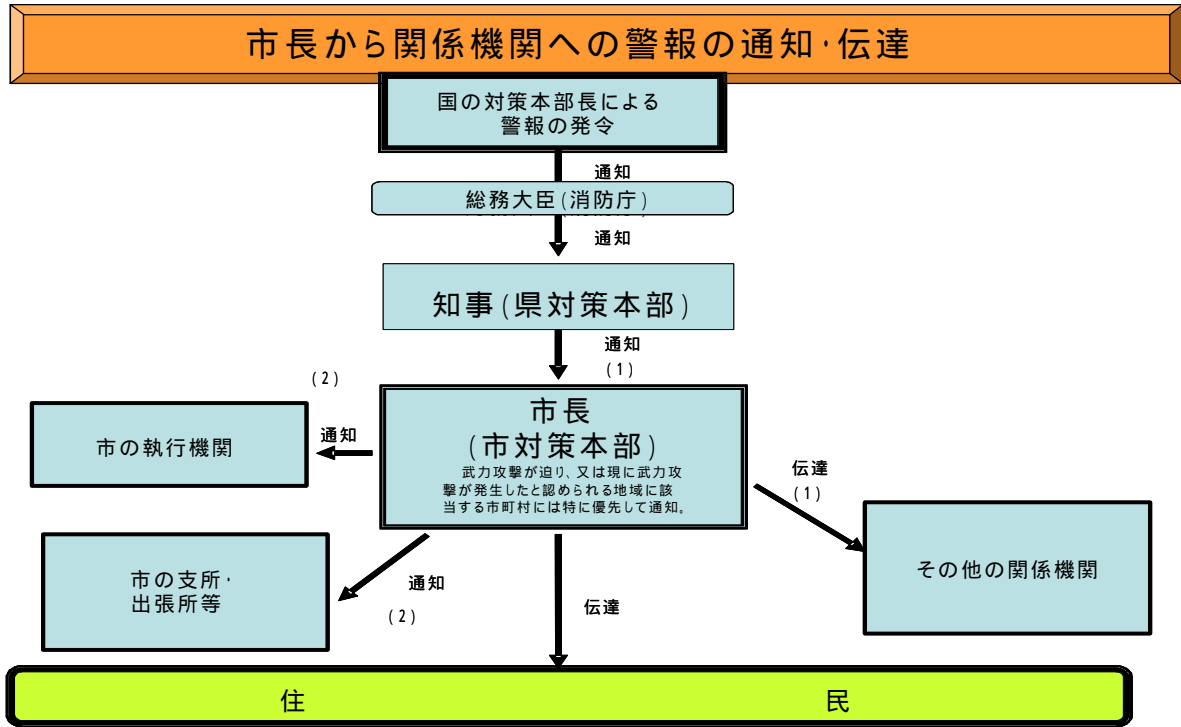 市長から関係機関への警報の通知・伝達
国の対策本部長による
警報の発令
通知
総務大臣(消防庁)
通知
知事(県対策本部)
通知
(1)
(2)
市長
(市対策本部)
武力攻撃が迫り、又は現に武力攻
撃が発生したと認められる地域に該
当する市町村には特に優先して通知。
市の執行機関
通知
伝達
(1)
その他の関係機関
市の支所・
出張所等
通知
(2)
伝達
住 民